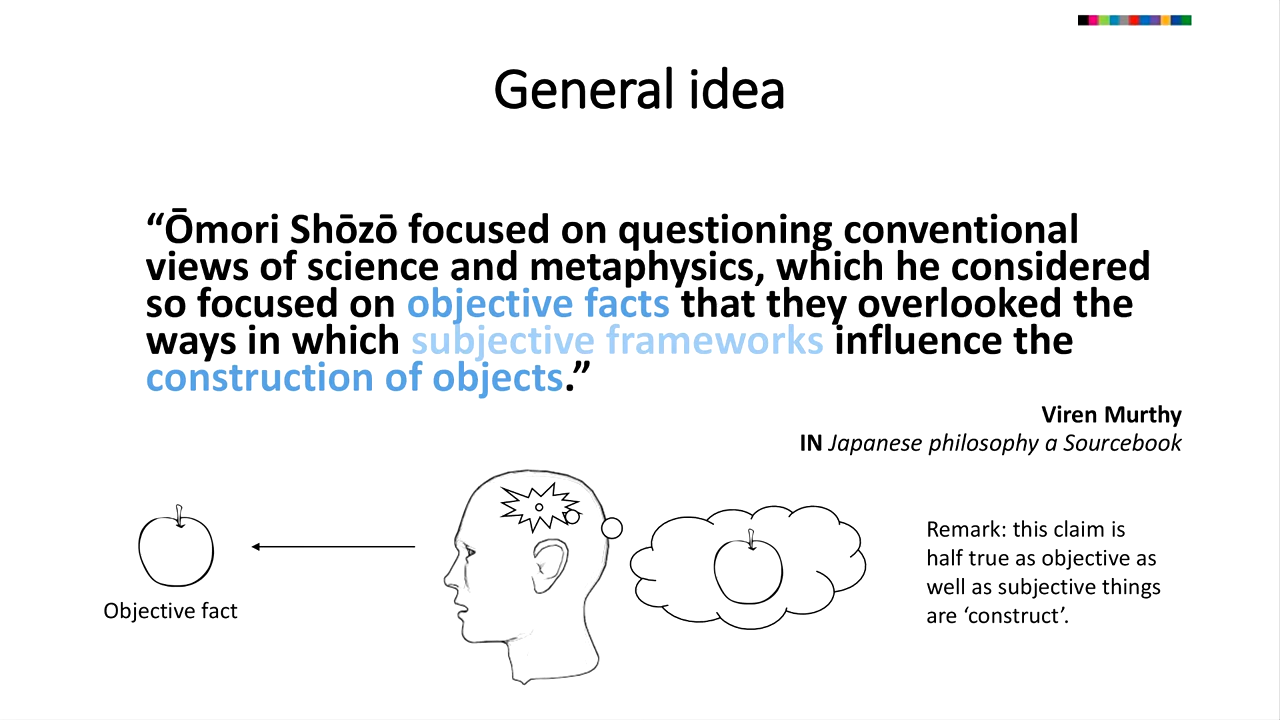 General idea
“Ōmori Shōzō focused on questioning conventional
views of science and metaphysics, which he considered
so focused on objective facts that they overlooked the
ways in which subjective frameworks influence the
construction of objects.”
Viren Murthy
IN Japanese philosophy a Sourcebook
Objective fact
Remark: this claim is
half true as objective as
well as subjective things
are ‘construct’.